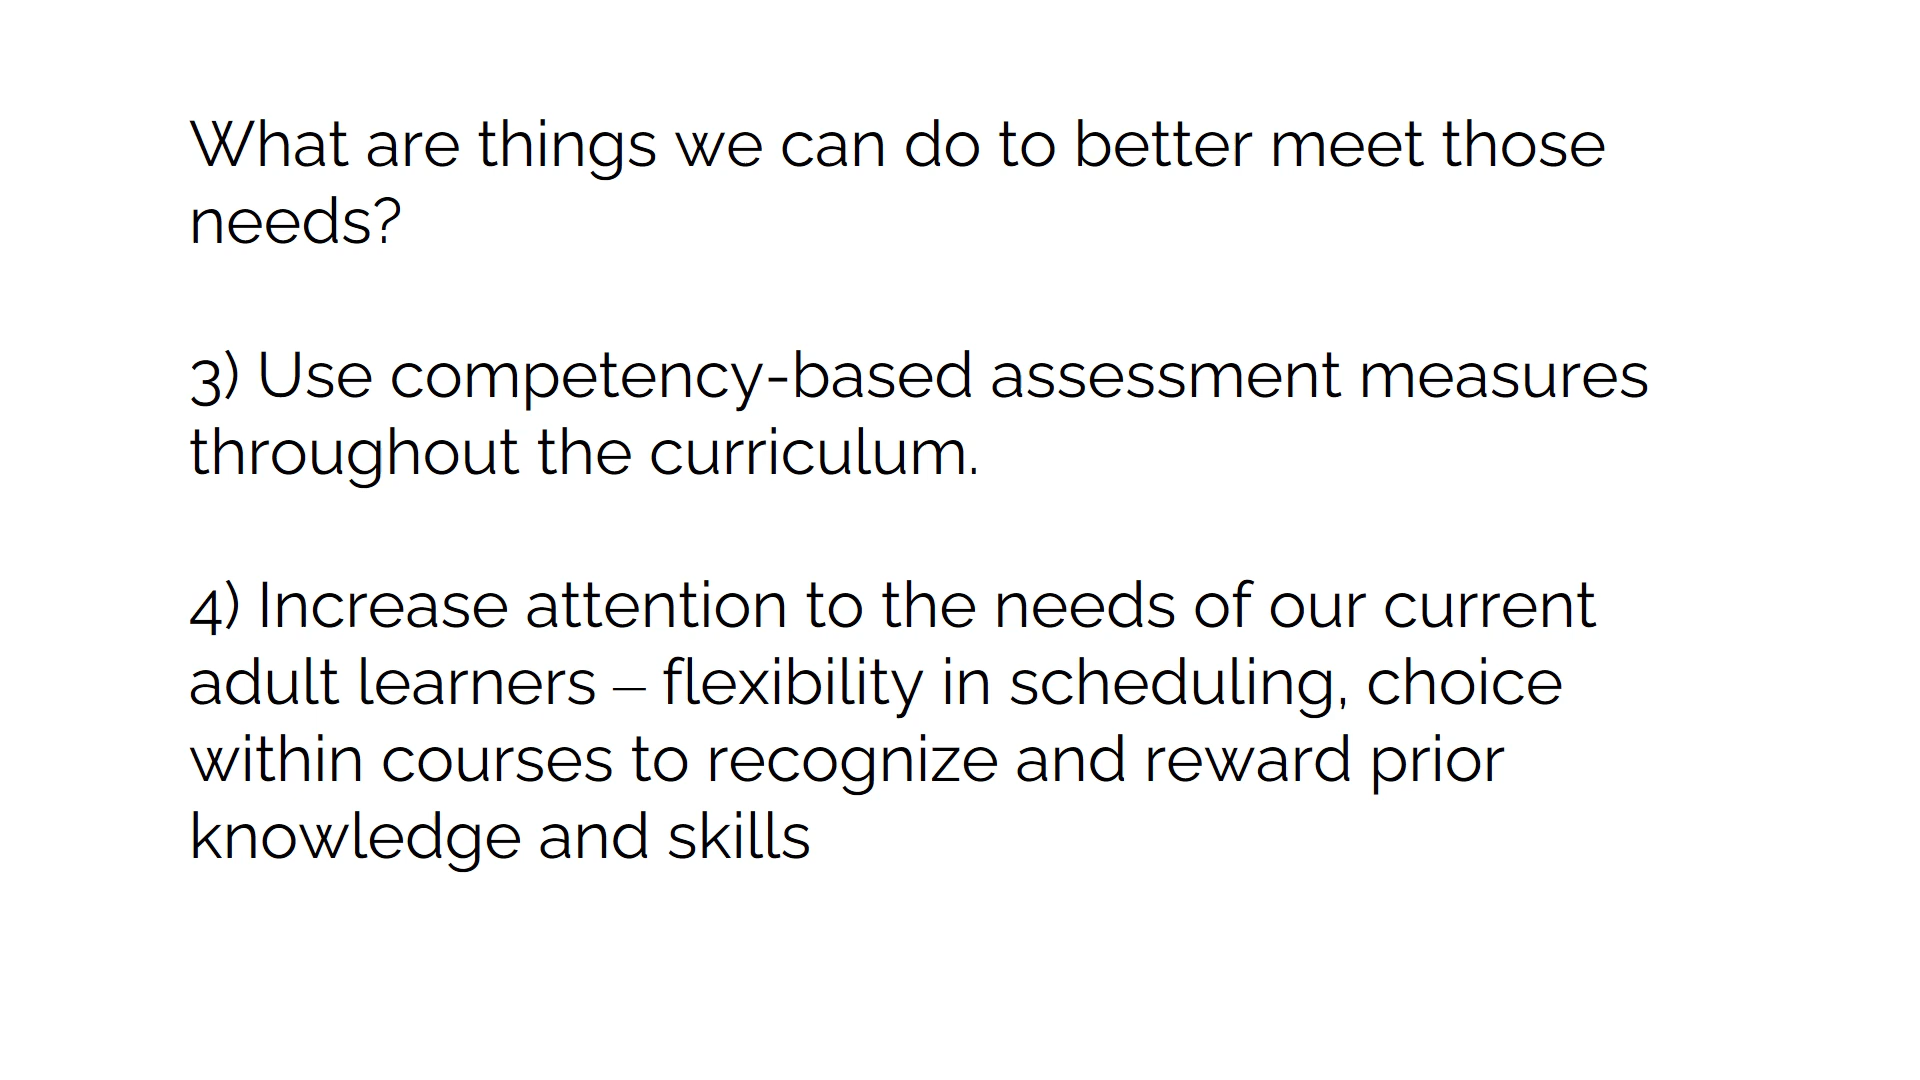 What are things we can do to better meet those
needs?
3) Use competency-based assessment measures
throughout the curriculum.
4) Increase attention to the needs of our current
adult learners – flexibility in scheduling, choice
within courses to recognize and reward prior
knowledge and skills